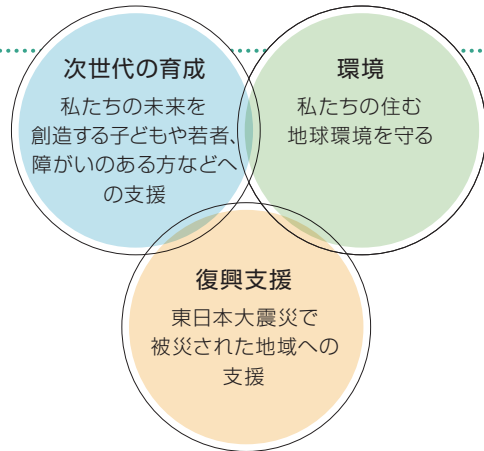 次世代の育成
私たちの未来を
創造する子どもや若者、
障がいのある方などへ
の支援
環境
私たちの住む
地球環境を守る
復興支援
東日本大震災で
被災された地域への
支援